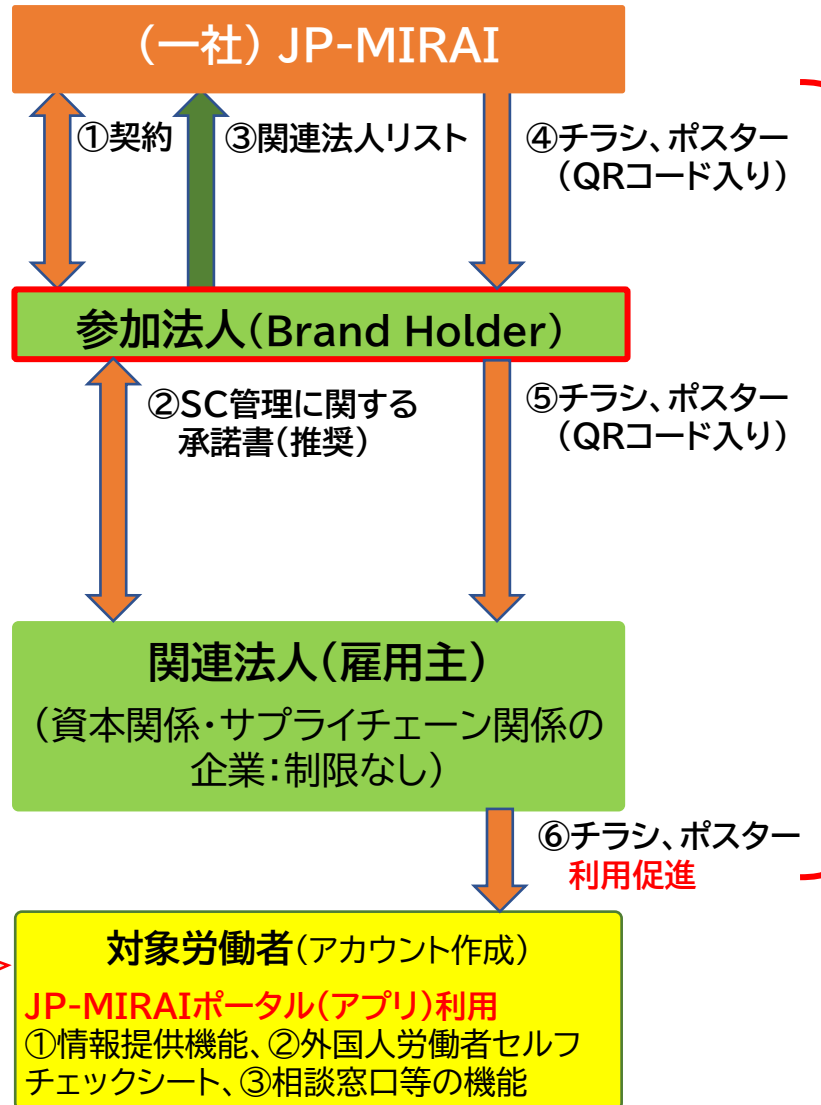 (一社) JP-MIRAI
①契約
③関連法人リスト
④チラシ、ポスター
(QRコード入り)
参加法人(Brand Holder)
②SC管理に関する
承諾書(推奨)
⑤チラシ、ポスター
(QRコード入り)
関連法人(雇用主)
(資本関係・サプライチェーン関係の
企業:制限なし)
⑥チラシ、ポスター
利用促進
対象労働者(アカウント作成)
JP-MIRAIポータル(アプリ)利用
①情報提供機能、②外国人労働者セルフ
チェックシート、③相談窓口等の機能